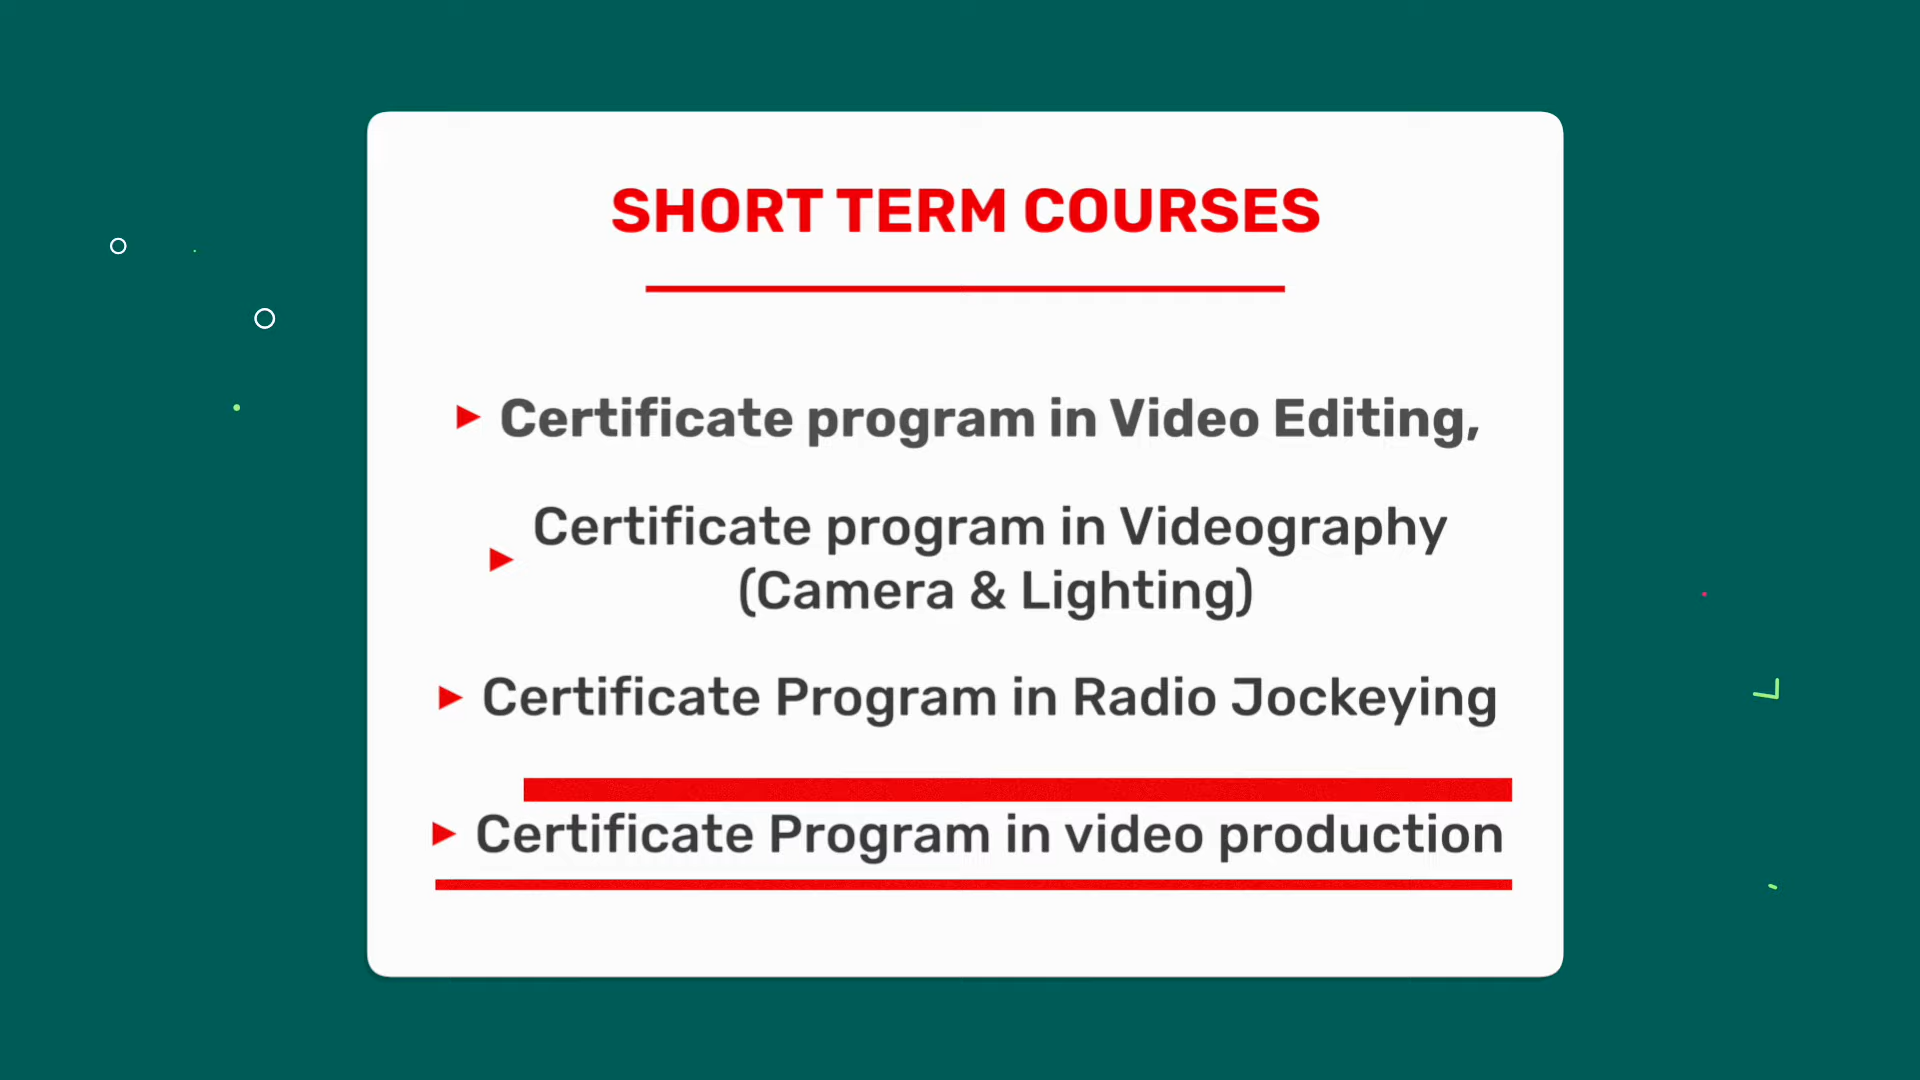 SHORT TERM COURSES
Certificate program in Video Editing,
Certificate program in Videography
(Camera & Lighting)
Certificate Program in Radio Jockeying
Certificate Program in video production